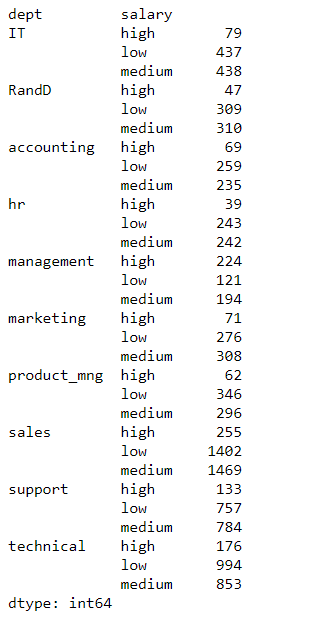 dept salary
IT high 79
low 437
medium 438
RandD high 47
low 309
medium 310
accounting high 69
low 259
medium 235
hr high 39
low 243
medium 242
management high 224
low 121
medium 194
marketing high 71
low 276
medium 308
product_mng high 62
low 346
medium 296
sales high 255
low 1402
medium 1469
support high 133
low 757
medium 784
technical high 176
low 994
medium 853
dtype: int64